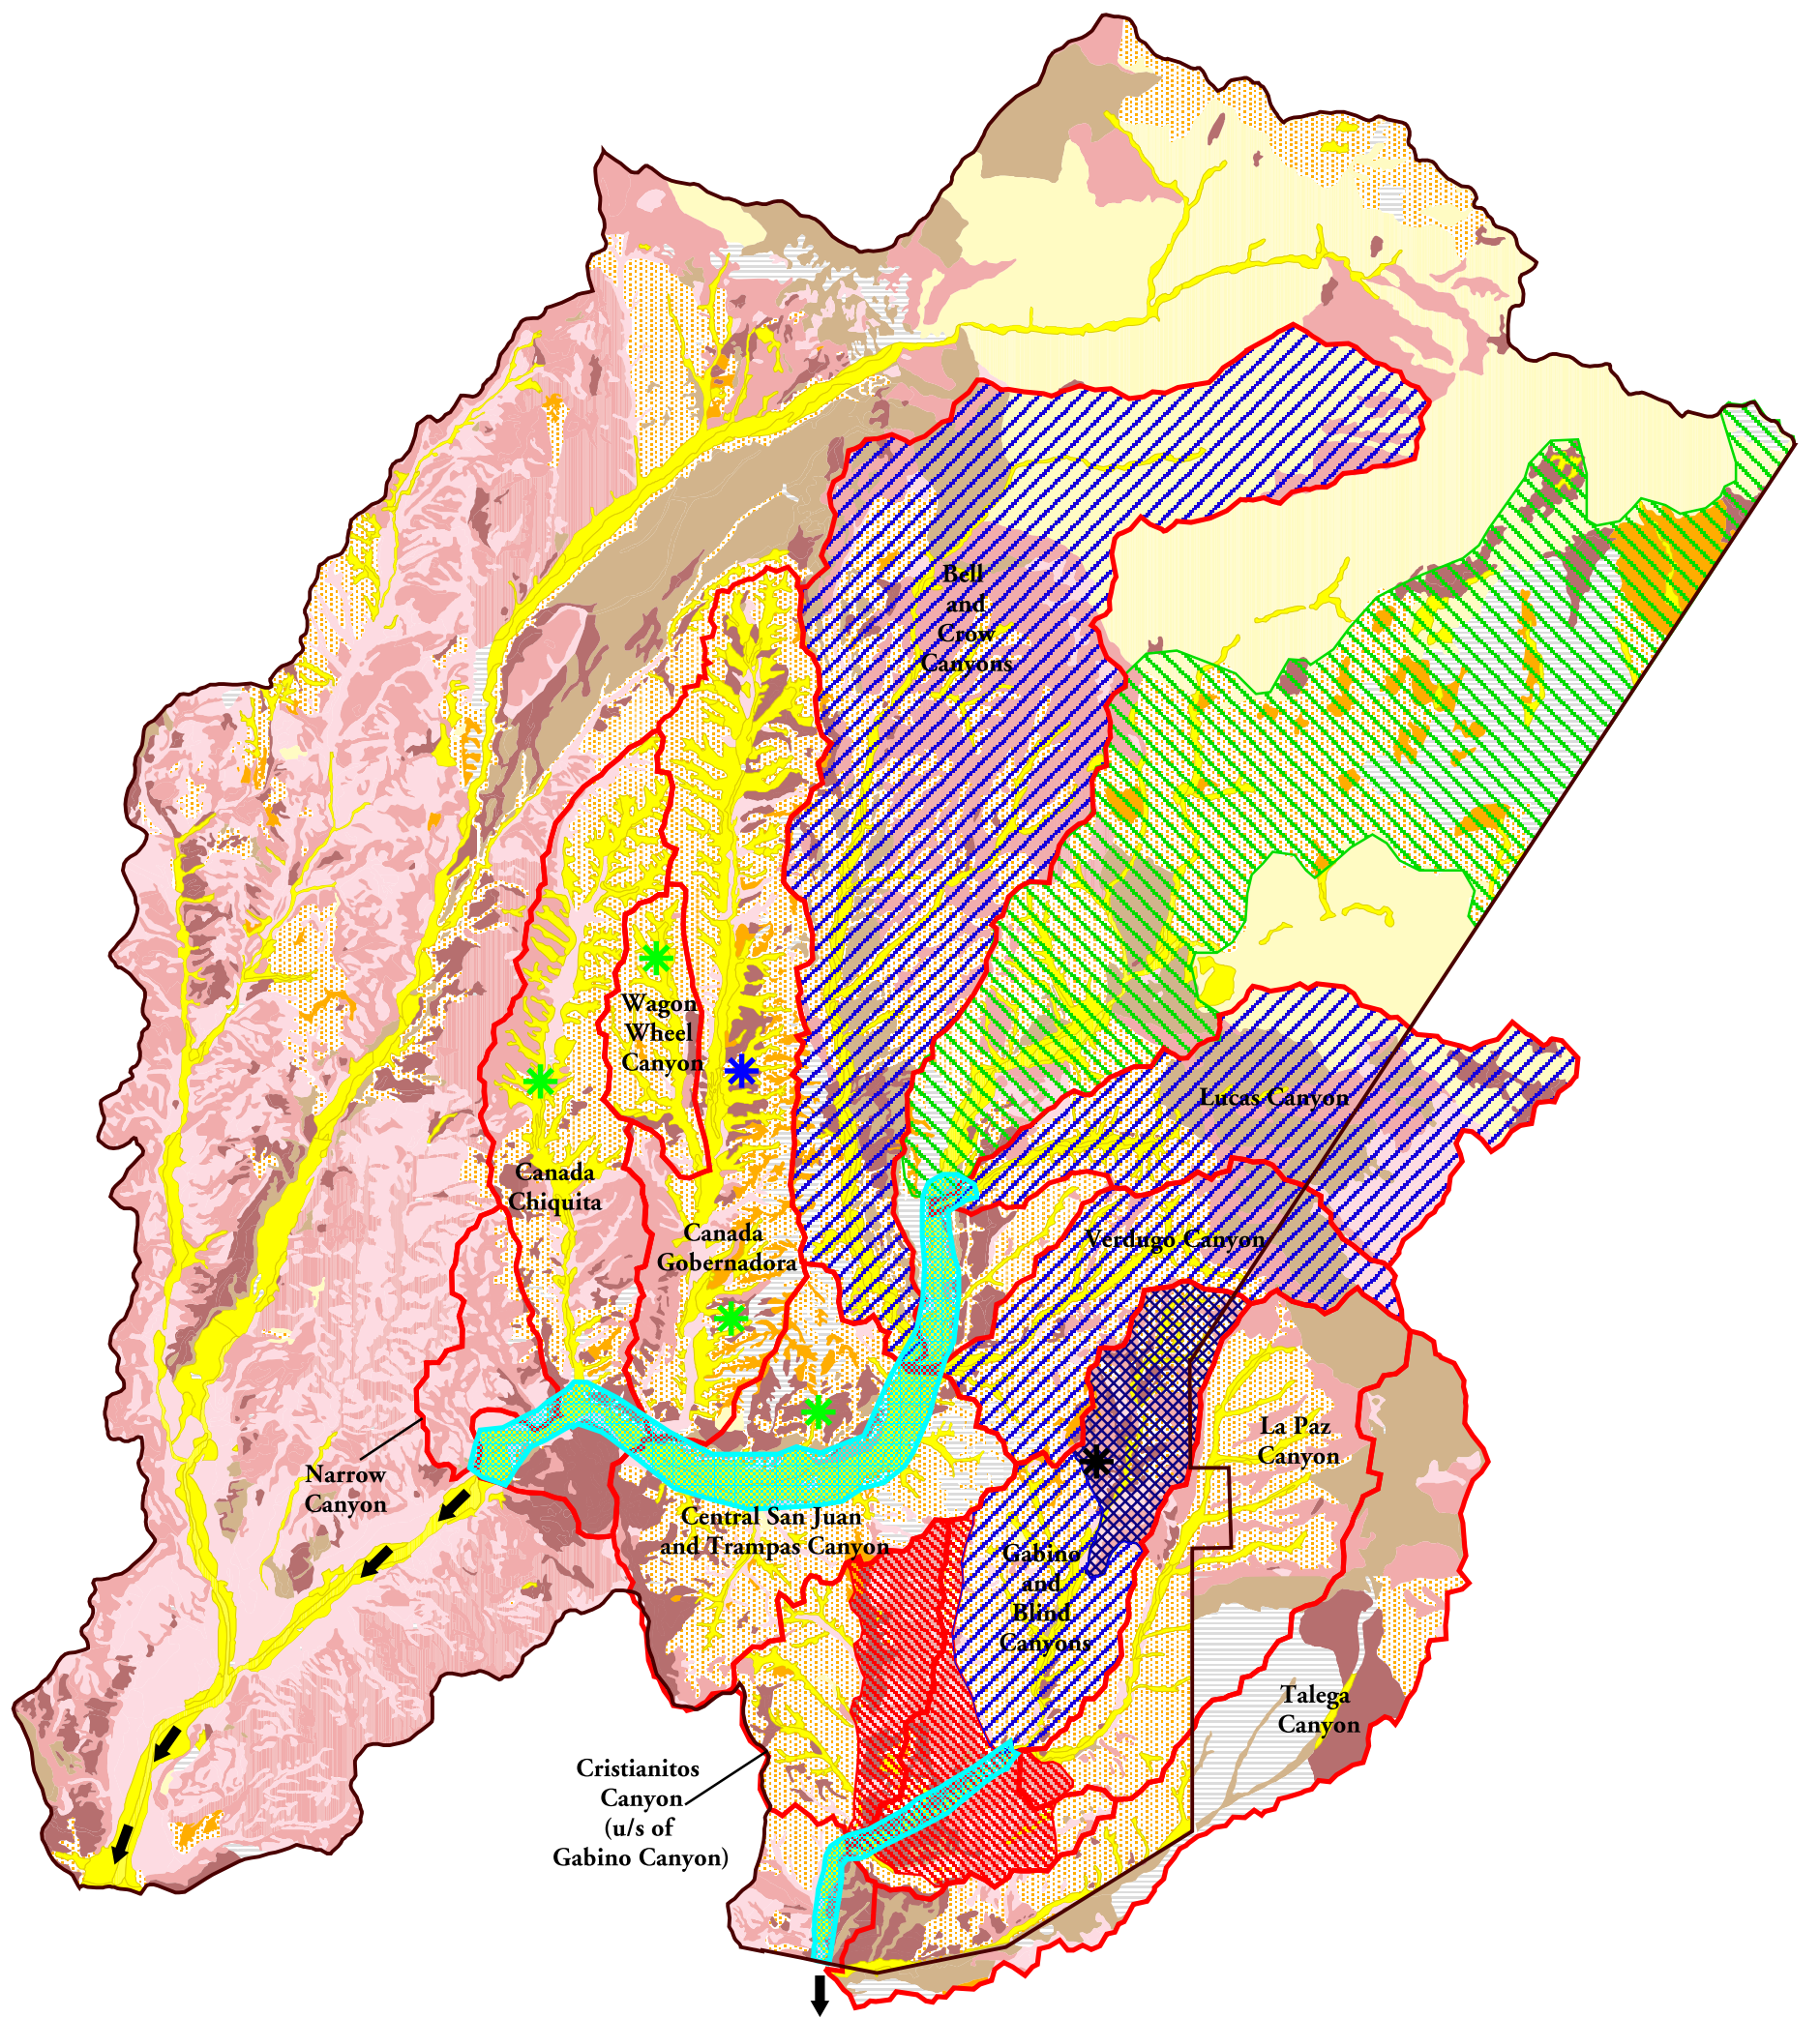 Bell
and
Crow
Canyons
Wagon
Wheel
Canyon
Lucas Canyon
Canada
Chiquita
Canada
Gobernadora
Verdugo Canyon
La Paz
Canyon
Narrow
Canyon
Central San Juan
and Trampas Canyon
Gabino
and
Blind
Canyons
Talega
Canyon
Cristianitos
Canyon
(u/s of
Gabino Canyon)